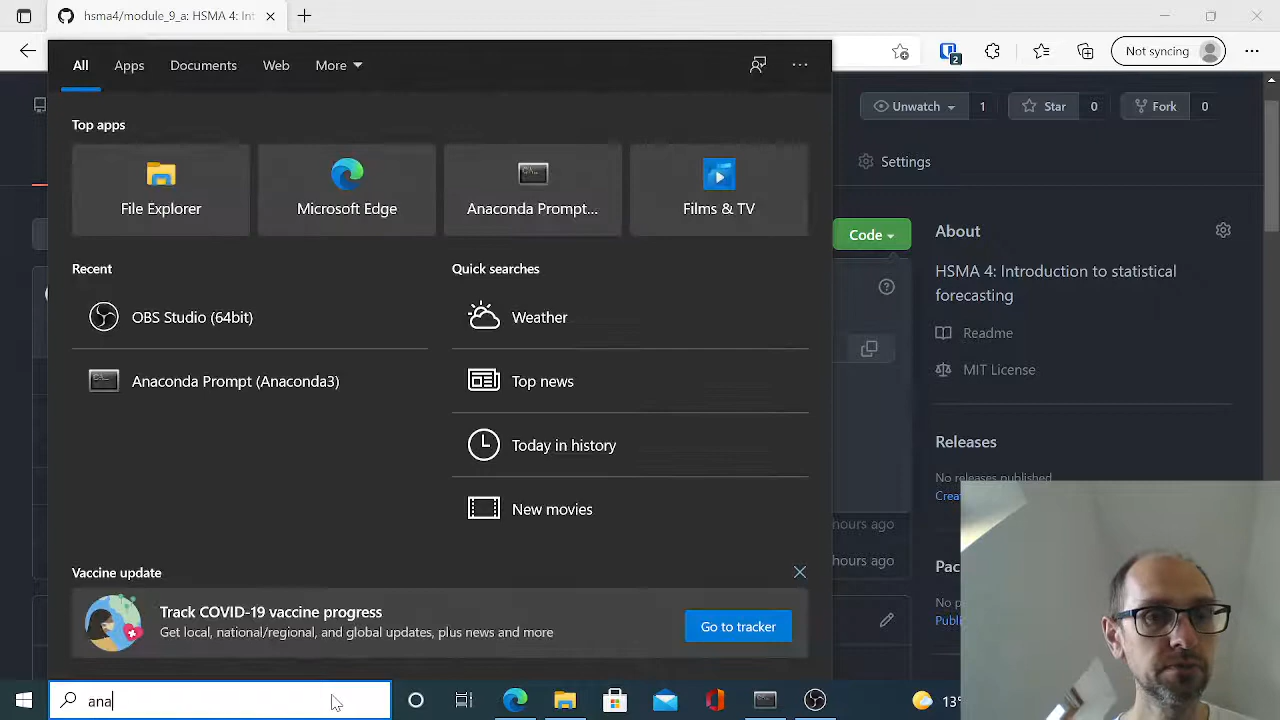 hsma4/module_9_a: HSMA 4: Int
2
Not syncing
All
Apps
Documents
Web
More
Top apps
File Explorer
Microsoft Edge
Anaconda Prompt...
Films & TV
Recent
Quick searches
OBS Studio (64bit)
Anaconda Prompt (Anaconda3)
Weather
Top news
Today in history
New movies
Vaccine update
Track COVID-19 vaccine progress
Get local, national/regional, and global updates, plus news and more
Go to tracker
Unwatch
1
Star
0
Fork
0
Settings
Code
About
HSMA 4: Introduction to statistical
forecasting
Readme
MIT License
Releases
No releases published
hours ago
hours ago
ana
13°